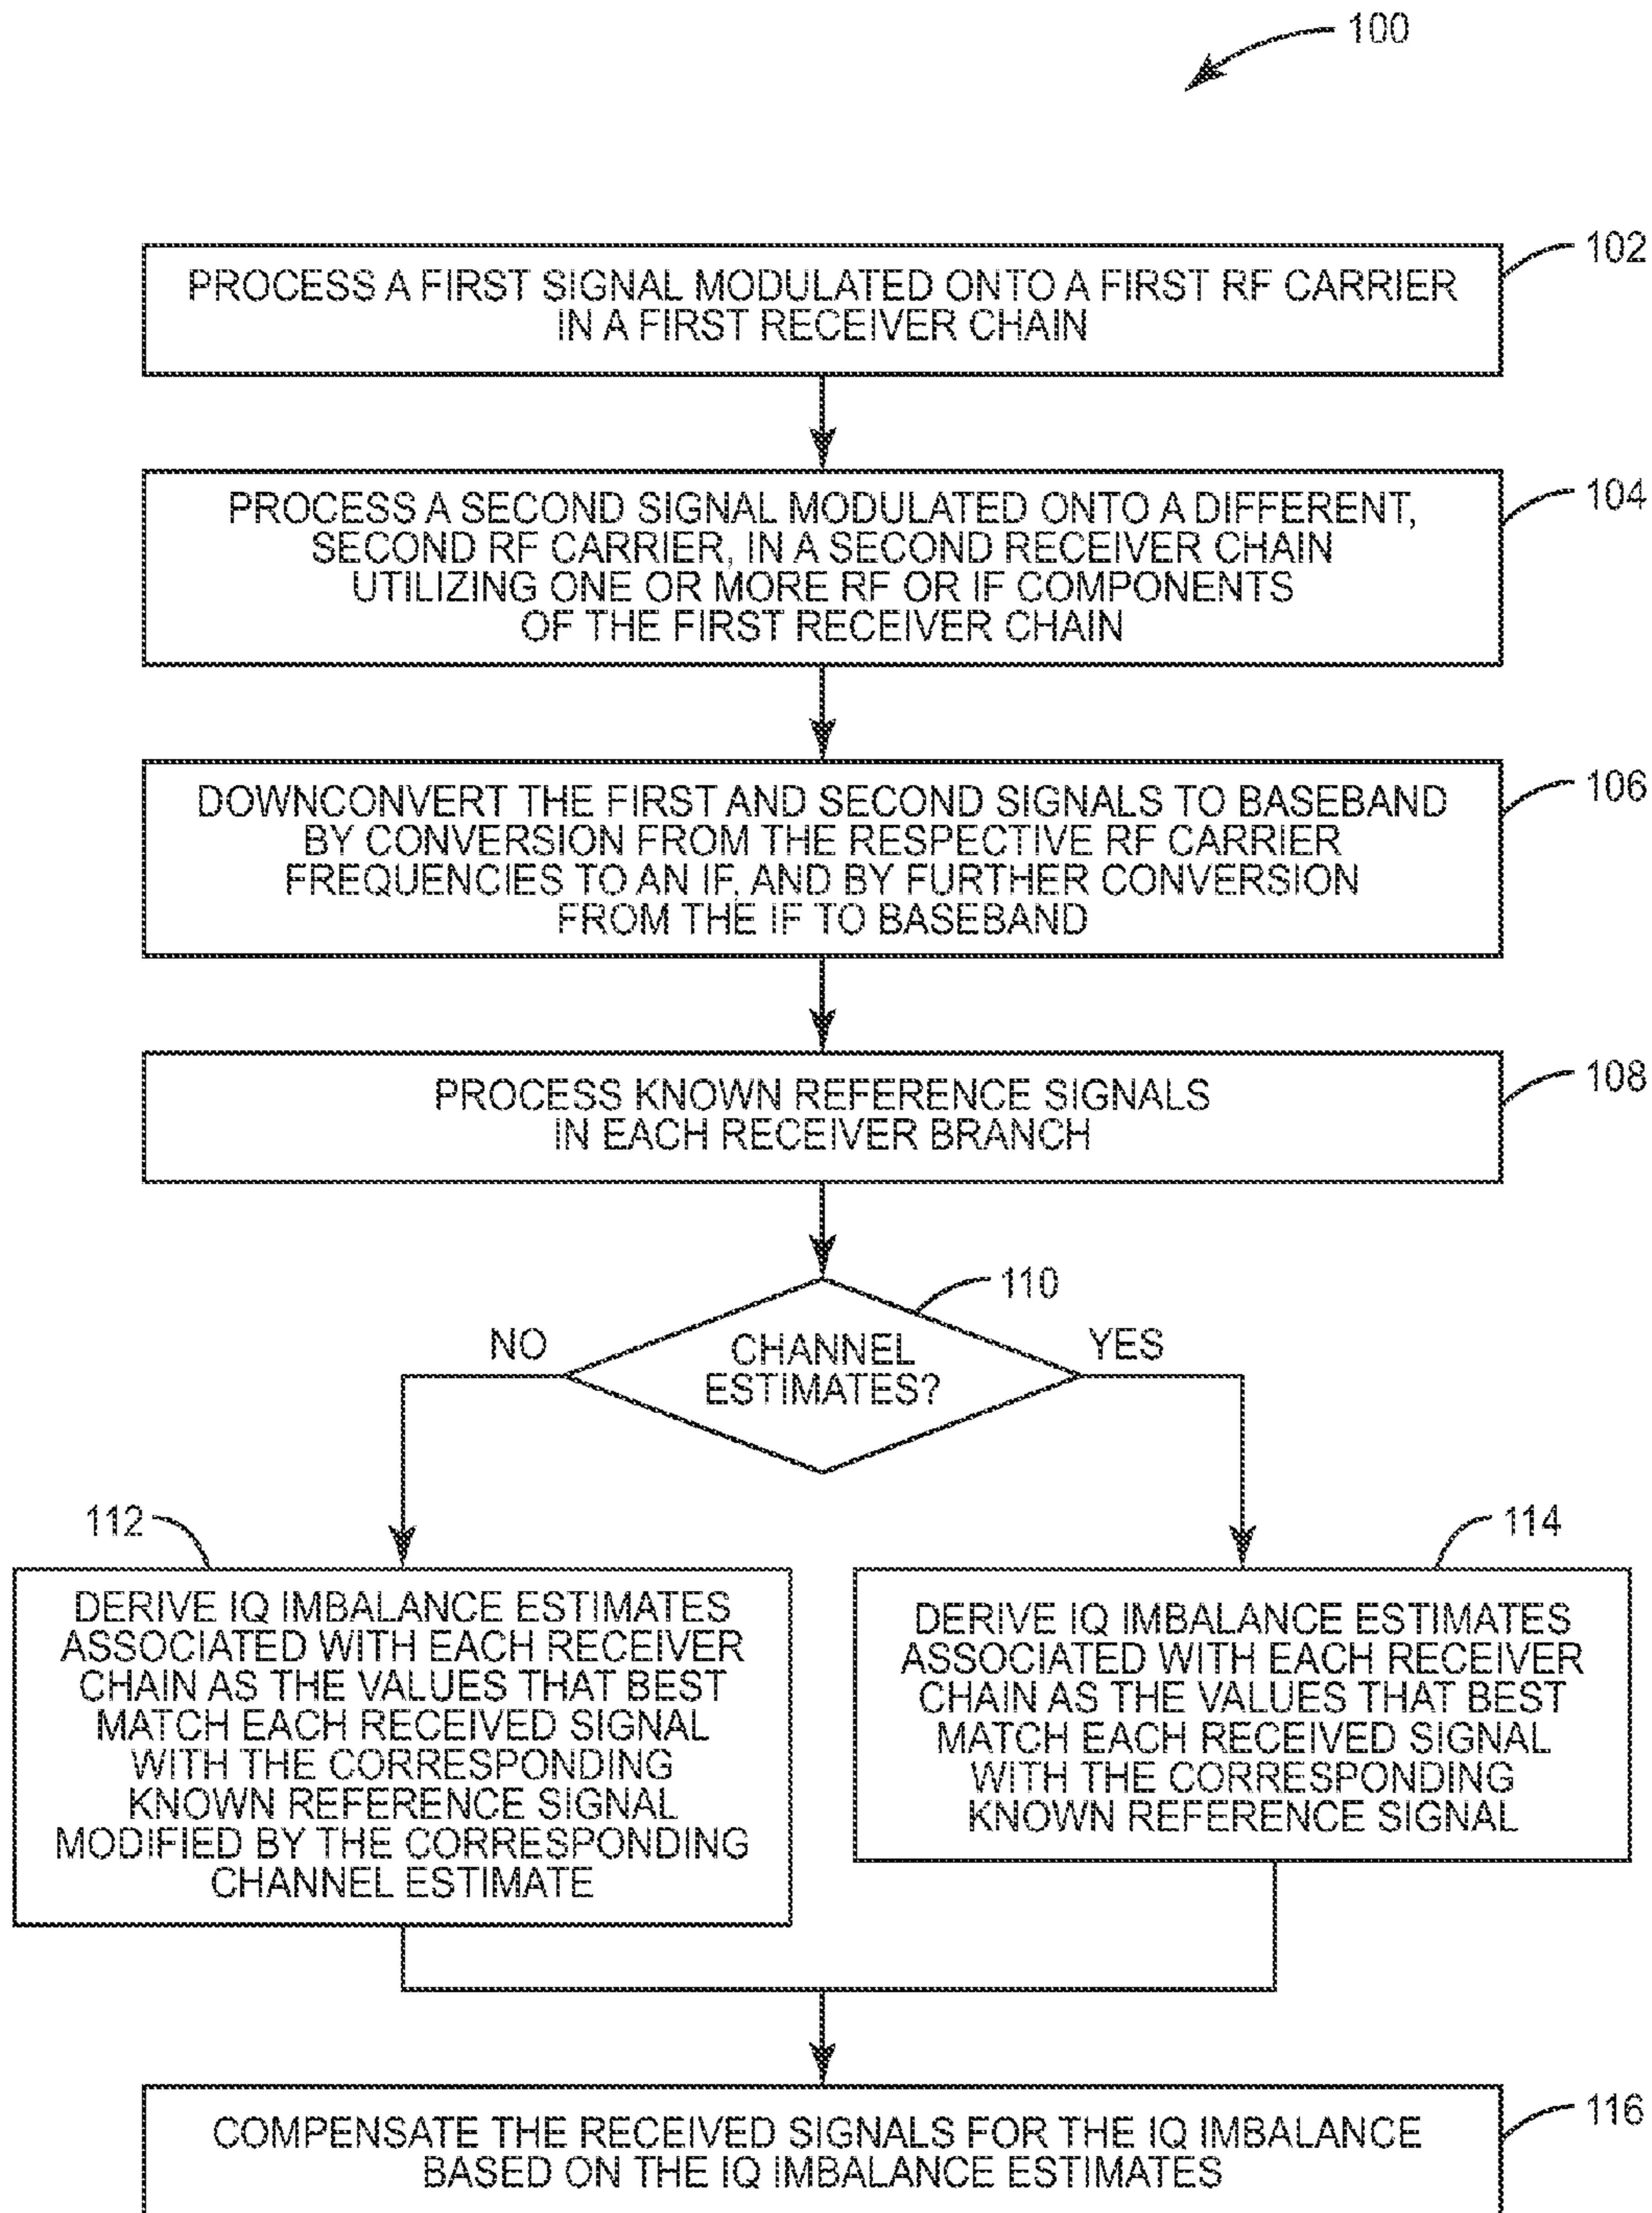 100
102
PROCESS A FIRST SIGNAL MODULATED ONTO A FIRST RF CARRIER
IN A FIRST RECEIVER CHAIN
104
PROCESS A SECOND SIGNAL MODULATED ONTO A DIFFERENT,
SECOND RF CARRIER, IN A SECOND RECEIVER CHAIN
UTILIZING ONE OR MORE RF OR IF COMPONENTS
OF THE FIRST RECEIVER CHAIN
106
DOWNCONVERT THE FIRST AND SECOND SIGNALS TO BASEBAND
BY CONVERSION FROM THE RESPECTIVE RF CARRIER
FREQUENCIES TO AN IF, AND BY FURTHER CONVERSION
FROM THE IF TO BASEBAND
108
PROCESS KNOWN REFERENCE SIGNALS
IN EACH RECEIVER BRANCH
110
NO
CHANNEL
ESTIMATES?
YES
112
DERIVE IQ IMBALANCE ESTIMATES
ASSOCIATED WITH EACH RECEIVER
CHAIN AS THE VALUES THAT BEST
MATCH EACH RECEIVED SIGNAL
WITH THE CORRESPONDING
KNOWN REFERENCE SIGNAL
MODIFIED BY THE CORRESPONDING
CHANNEL ESTIMATE
114
DERIVE IQ IMBALANCE ESTIMATES
ASSOCIATED WITH EACH RECEIVER
CHAIN AS THE VALUES THAT BEST
MATCH EACH RECEIVED SIGNAL
WITH THE CORRESPONDING
KNOWN REFERENCE SIGNAL
116
COMPENSATE THE RECEIVED SIGNALS FOR THE IQ IMBALANCE
BASED ON THE IQ IMBALANCE ESTIMATES